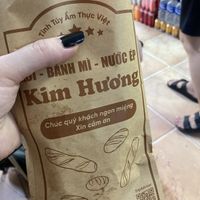 Tinh Túy Ẩm Thực Việt
- BÁNH MÌ - NƯỚC ÉP
Kim Hương
Chúc quý khách ngon miệng
Xin cảm ơn